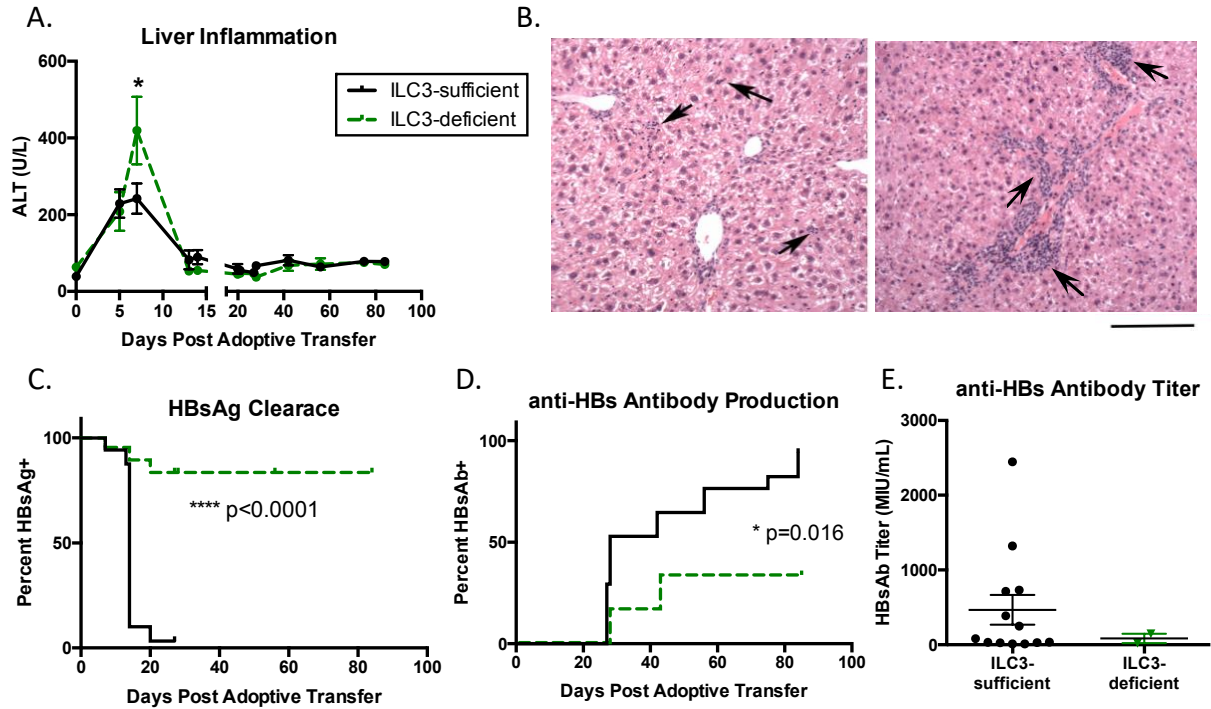 A.
Liver Inflammation
600
400
200
0
ALT (U/L)
*
ILC3-sufficient
ILC3-deficient
0 5 10 15 20 40 60 80 100
Days Post Adoptive Transfer
B.
C.
HBsAg Clearace
100
50
0
Percent HBsAg+
**** p<0.0001
0 20 40 60 80 100
Days Post Adoptive Transfer
D.
anti-HBs Antibody Production
100
50
0
Percent HBsAb+
* p=0.016
0 20 40 60 80 100
Days Post Adoptive Transfer
E.
anti-HBs Antibody Titer
3000
2000
1000
0
HBsAb Titer (MIU/mL)
ILC3-
sufficient
ILC3-
deficient